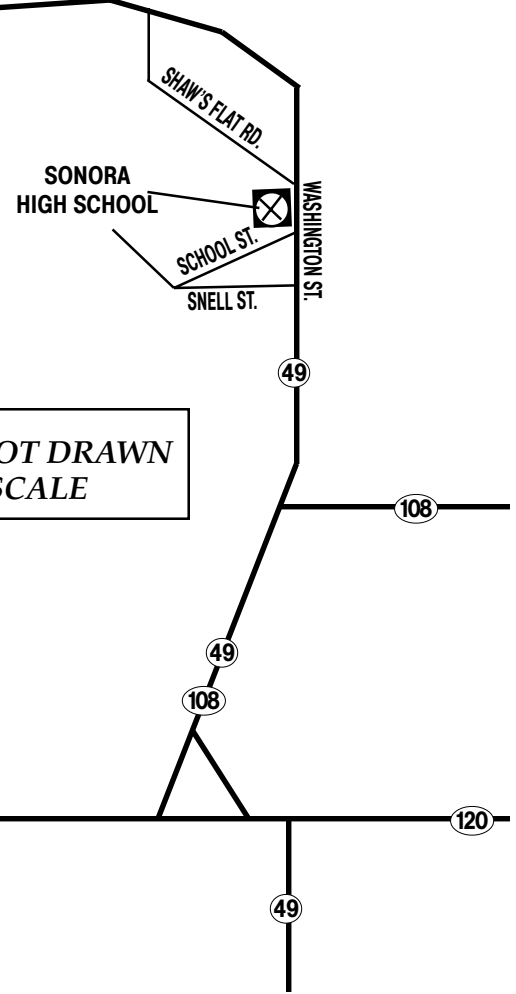 SHAW'S FLAT RD.
SONORA
HIGH SCHOOL
WASHINGTON ST.
SCHOOL ST.
SNELL ST.
49
OT DRAWN
SCALE
108
49
108
120
49